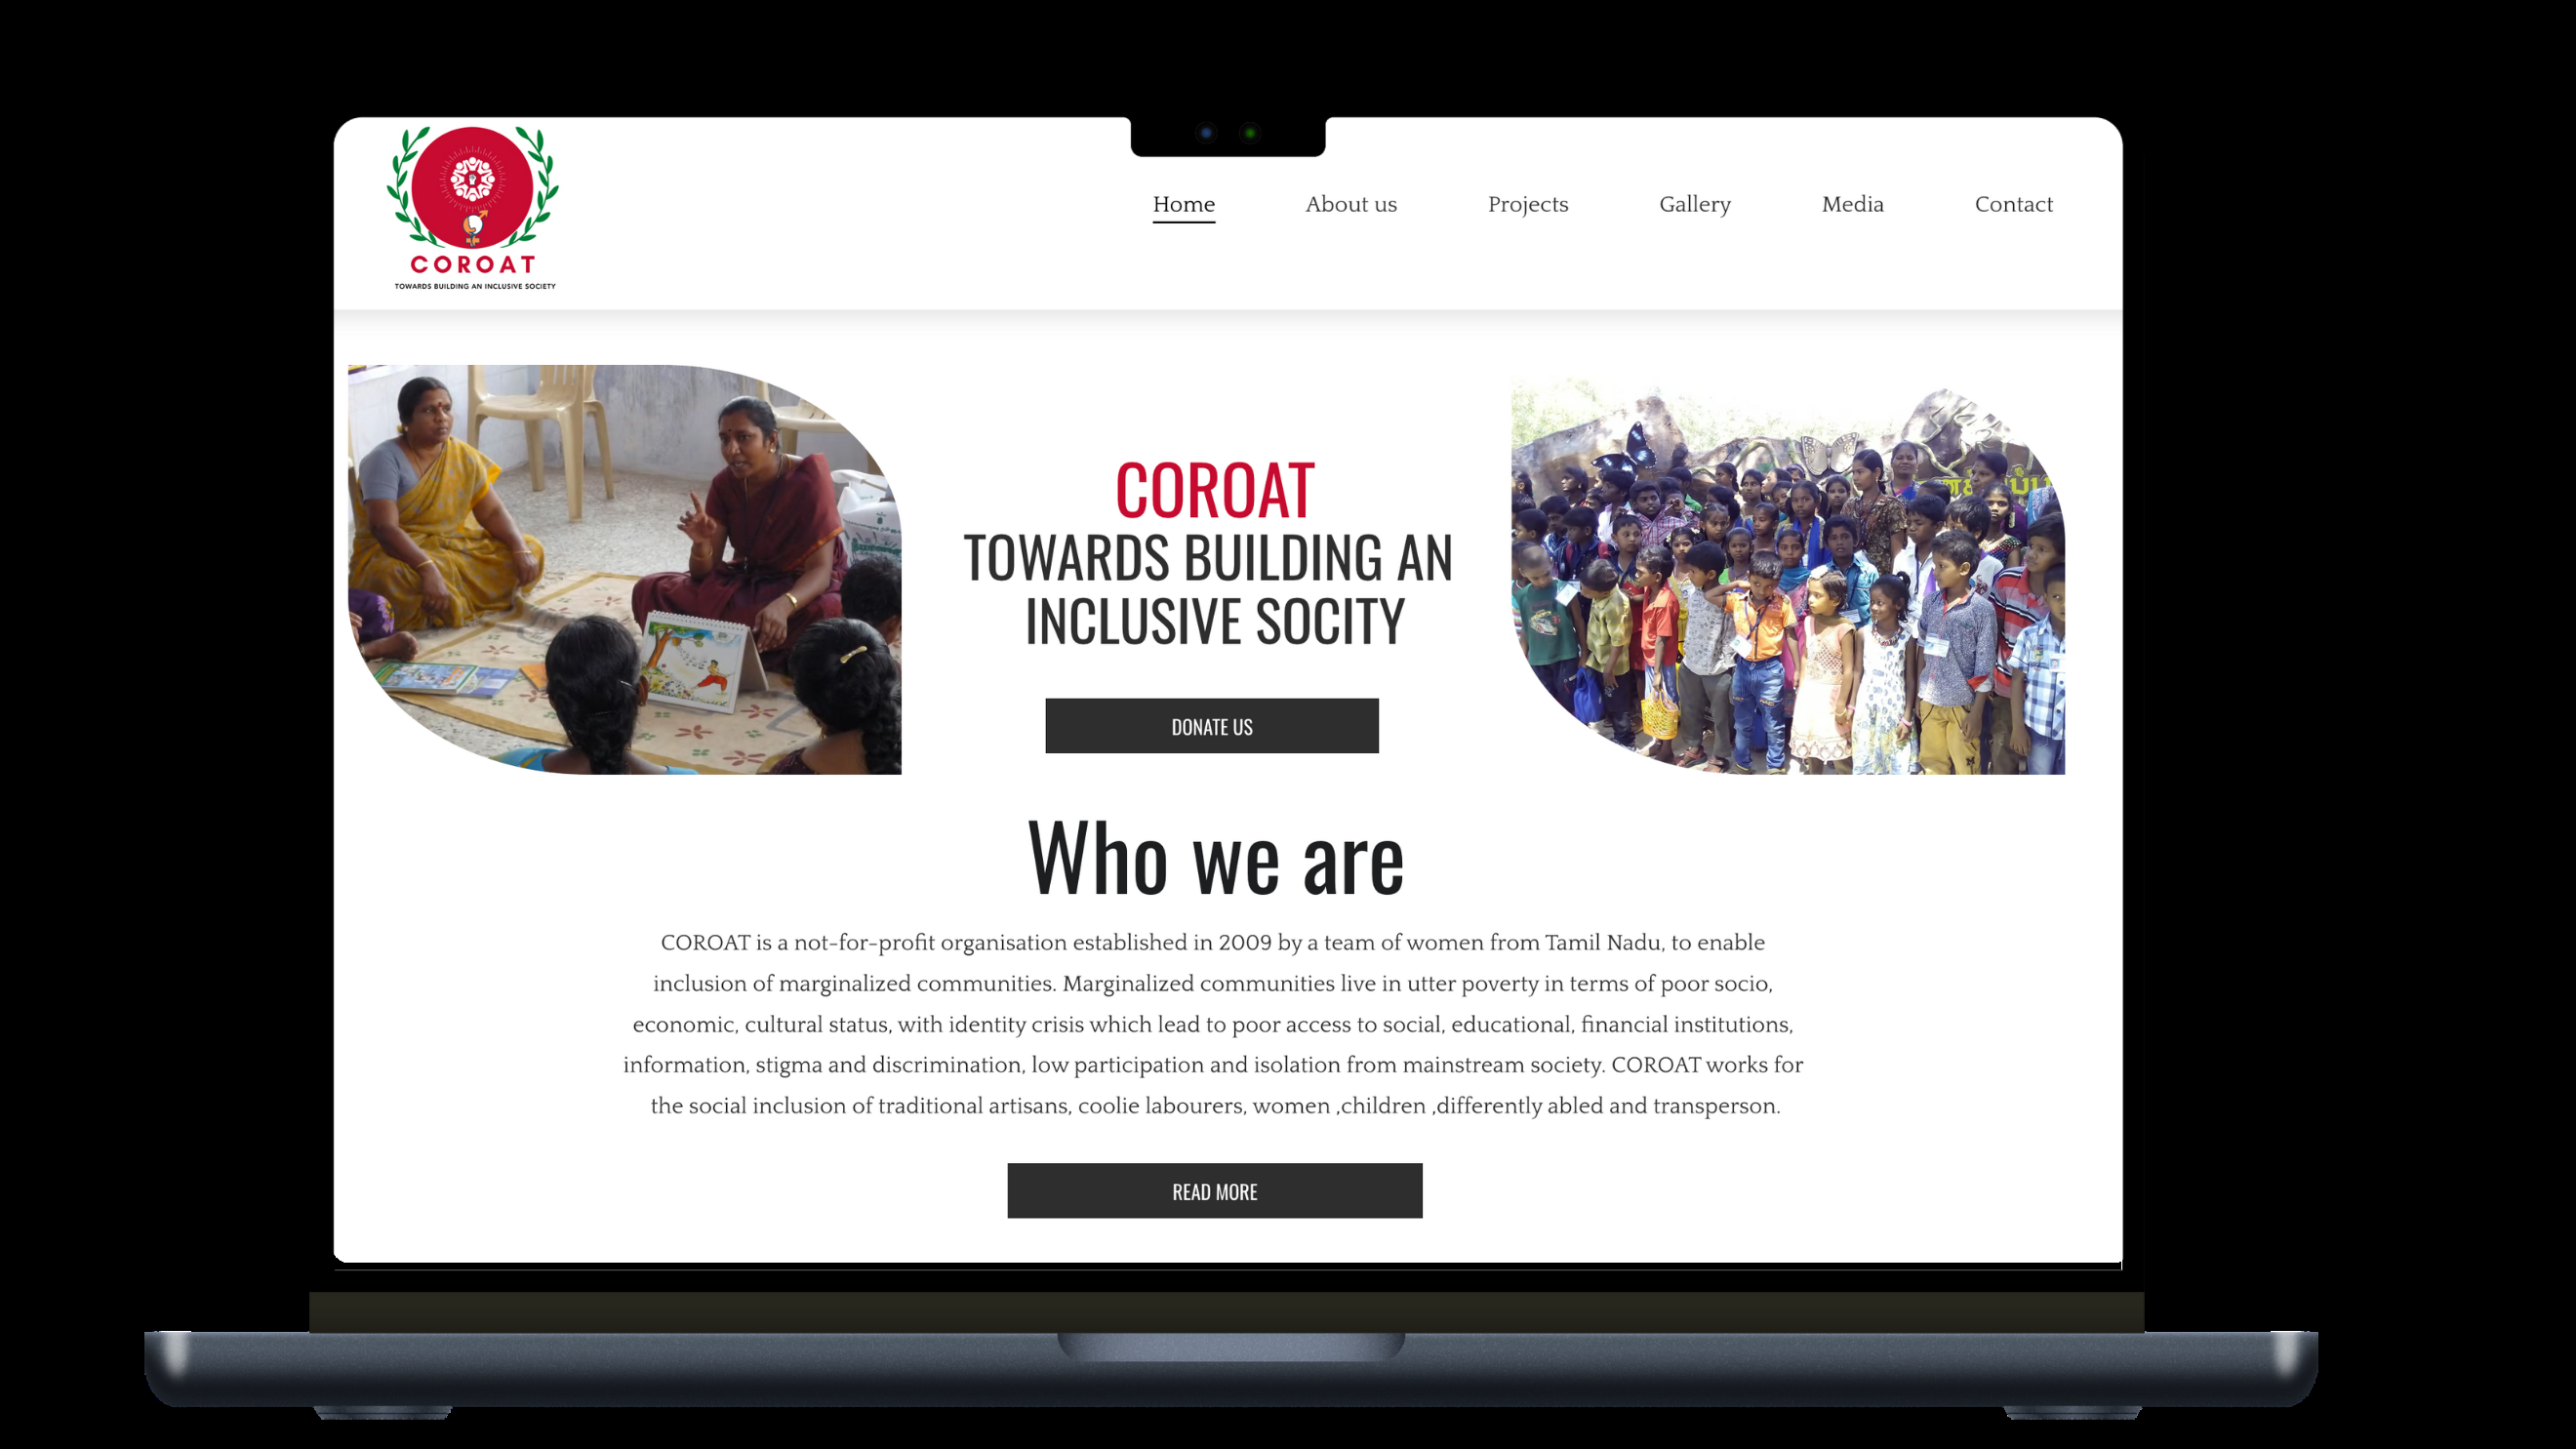 COROAT
TOWARDS BUILDING AN INCLUSIVE SOCIETY
Home
About us
Projects
Gallery
Media
Contact
COROAT
TOWARDS BUILDING AN
INCLUSIVE SOCITY
DONATE US
Who we are
COROAT is a not-for-profit organisation established in 2009 by a team of women from Tamil Nadu, to enable
inclusion of marginalized communities. Marginalized communities live in utter poverty in terms of poor socio,
economic, cultural status, with identity crisis which lead to poor access to social, educational, financial institutions,
information, stigma and discrimination, low participation and isolation from mainstream society. COROAT works for
the social inclusion of traditional artisans, coolie labourers, women ,children ,differently abled and transperson.
READ MORE